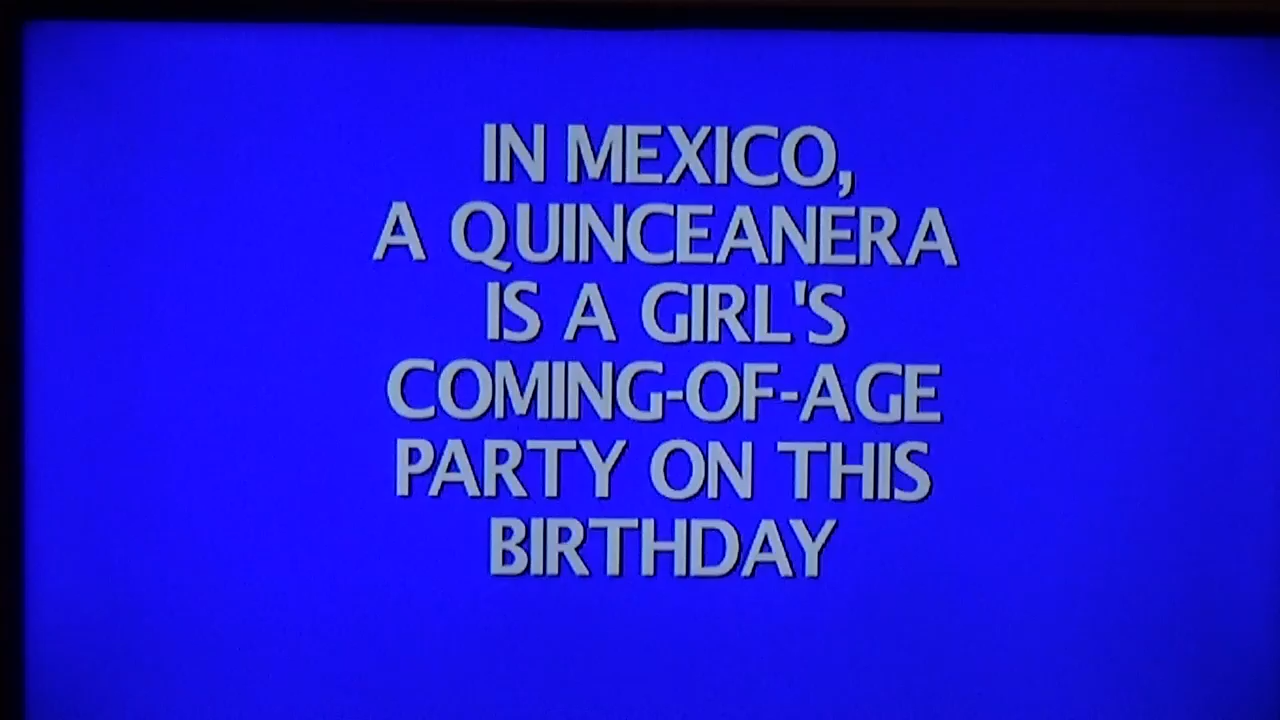 IN MEXICO,
A QUINCEANERA
IS A GIRL'S
COMING-OF-AGE
PARTY ON THIS
BIRTHDAY